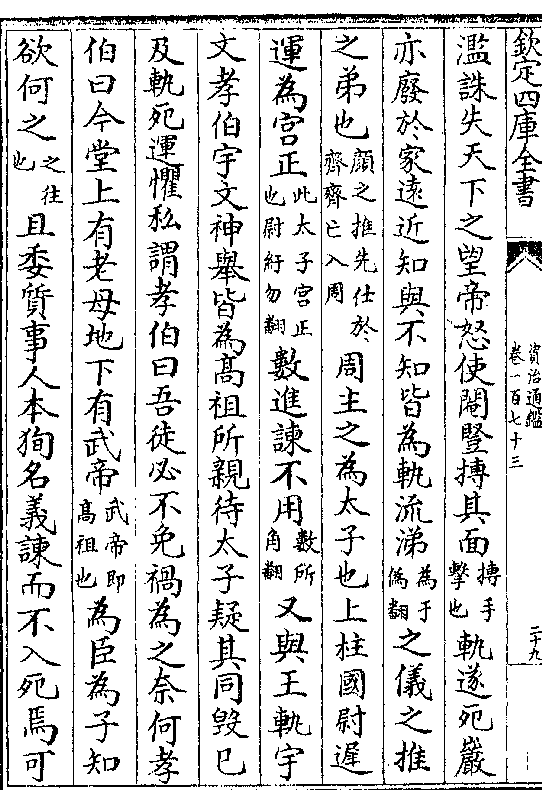 欽定四庫全書
資治通鑑
卷一百七十三
二十九
濫誅失天下之望帝怒使閹豎搏其面搏手擊也軌遂死巖
亦廢於家遠近知與不知皆為軌流涕為于偽翻之儀之推
之弟也顔之推先仕於齊齊亡入周周主之為太子也上柱國尉遲
運為宫正此太子宫正也尉紆勿翻數進諫不用數所角翻又與王軌宇
文孝伯宇文神舉皆為髙祖所親待太子疑其同毁已
及軌死運懼私謂孝伯曰吾徒必不免禍為之奈何孝
伯曰今堂上有老母地下有武帝武帝即髙祖也為臣為子知
欲何之之往也且委質事人本狥名義諫而不入死焉可